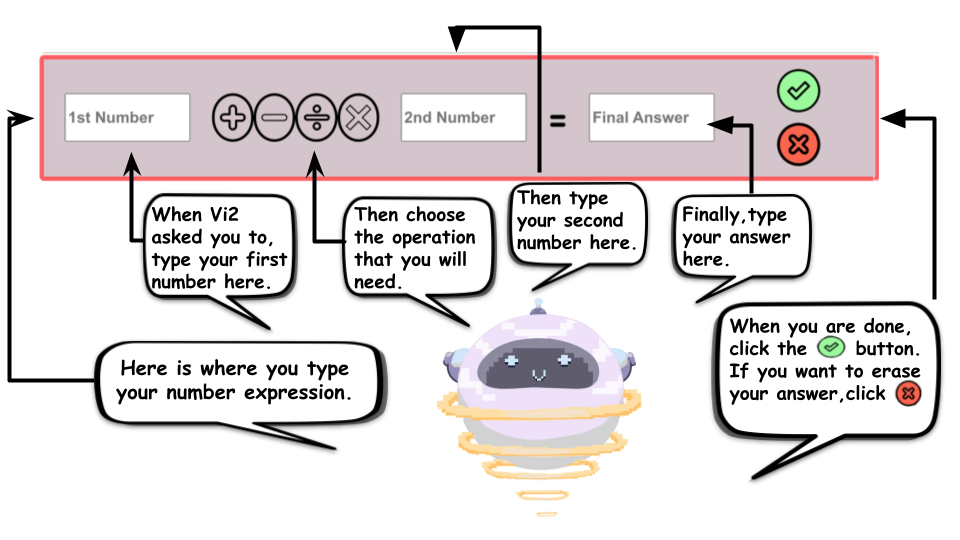 1st Number
2nd Number
=
Final Answer
When Vi2
asked you to,
type your first
number here.
Then choose
the operation
that you will
need.
Then type
your second
number here.
Finally,type
your answer
here.
Here is where you type
your number expression.
When you are done,
click the button.
If you want to erase
your answer,click